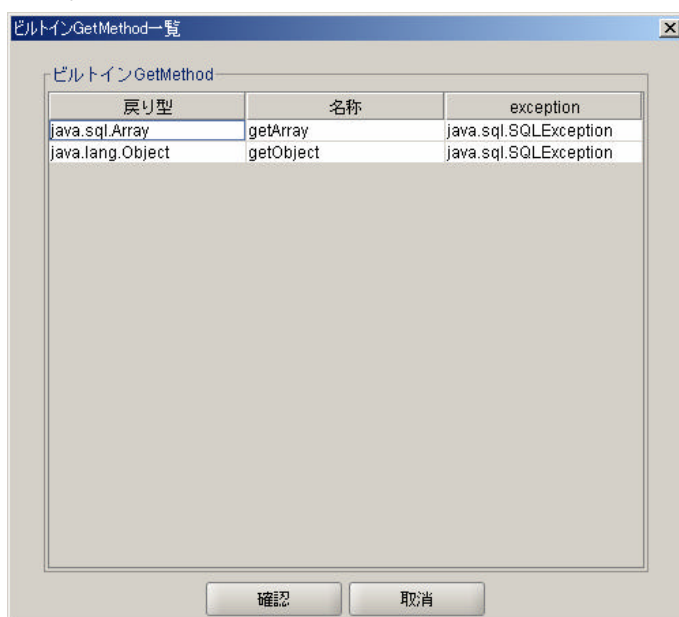 ビルトインGetMethod一覧
ビルトインGetMethod
戻り型 名称 exception
java.sql.Array getArray java.sql.SQLException
java.lang.Object getObject java.sql.SQLException
確認 取消